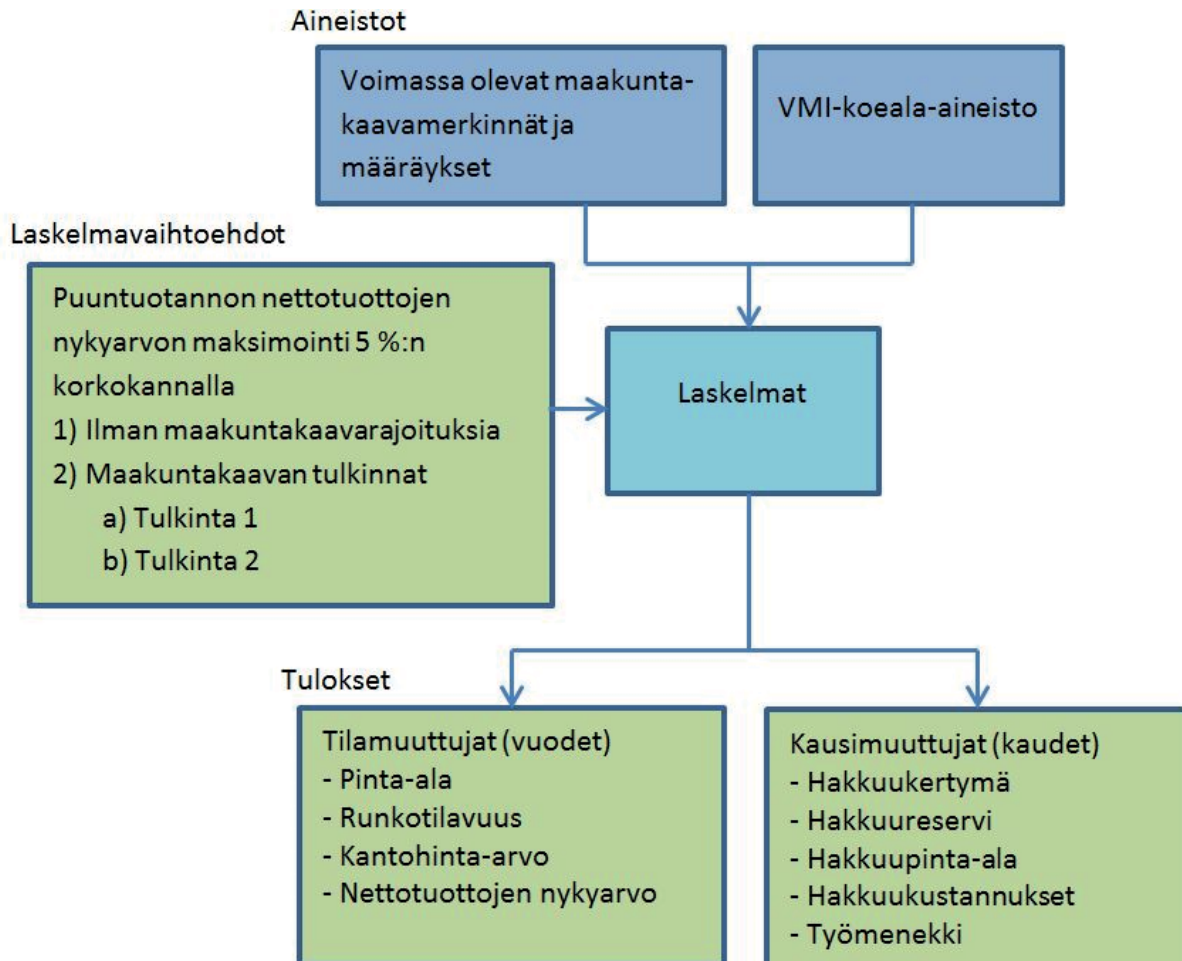 Aineistot
Voimassa olevat maakunta-
kaavamerkinnät ja
määräykset
VMI-koeala-aineisto
Laskelmavaihtoehdot
Puuntuotannon nettotuottojen
nykyarvon maksimointi 5 %:n
korkokannalla
1) Ilman maakuntakaavarajoituksia
2) Maakuntakaavan tulkinnat
a) Tulkinta 1
b) Tulkinta 2
Laskelmat
Tulokset
Tilamuuttujat (vuodet)
- Pinta-ala
- Runkotilavuus
- Kantohinta-arvo
- Nettotuottojen nykyarvo
Kausimuuttujat (kaudet)
- Hakkuukertymä
- Hakkuureservi
- Hakkuupinta-ala
- Hakkuukustannukset
- Työmenekki